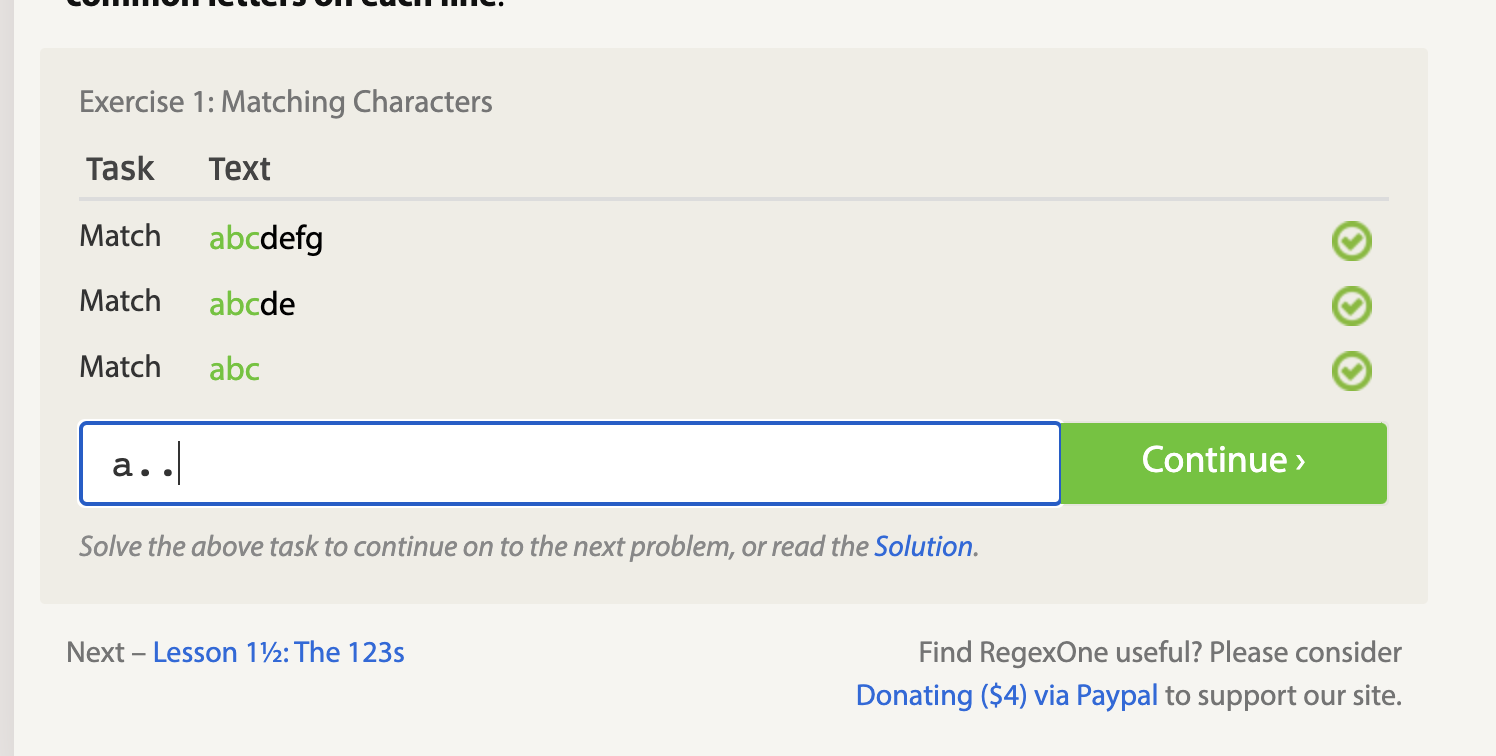 common letters on each line.
Exercise 1: Matching Characters
Task Text
Match abcdefg
Match abcde
Match abc
a..
Continue ›
Solve the above task to continue on to the next problem, or read the Solution.
Next – Lesson 1½: The 123s
Find RegexOne useful? Please consider
Donating ($4) via Paypal to support our site.